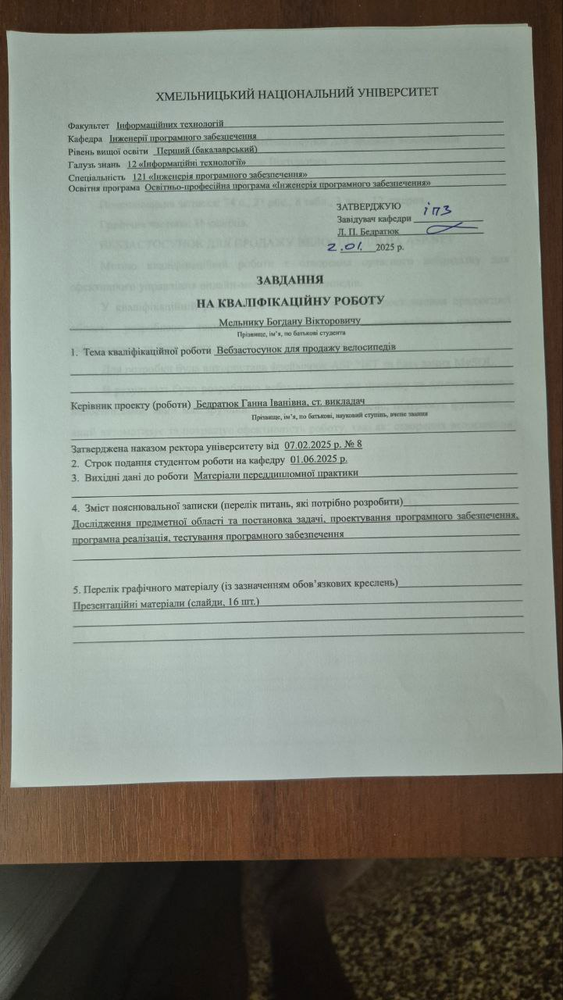 ХМЕЛЬНИЦЬКИЙ НАЦІОНАЛЬНИЙ УНІВЕРСИТЕТ
Факультет Інформаційних технологій
Кафедра Інженерії програмного забезпечення
Рівень вищої освіти Перший (бакалаврський)
Галузь знань 12 «Інформаційні технології»
Спеціальність 121 «Інженерія програмного забезпечення»
Освітня програма Освітньо-професійна програма «Інженерія програмного забезпечення»
ЗАТВЕРДЖУЮ
Завідувач кафедри ІПЗ
Л. П. Бедратюк
2.01. 2025 р.
ЗАВДАННЯ
НА КВАЛІФІКАЦІЙНУ РОБОТУ
Мельнику Богдану Вікторовичу
Прізвище, ім’я, по батькові студента
1. Тема кваліфікаційної роботи Вебзастосунок для продажу велосипедів
Керівник проекту (роботи) Бедратюк Ганна Іванівна, ст. викладач
Прізвище, ім’я, по батькові, науковий ступінь, вчене звання
Затверджена наказом ректора університету від 07.02.2025 р. № 8
2. Строк подання студентом роботи на кафедру 01.06.2025 р.
3. Вихідні дані до роботи Матеріали переддипломної практики
4. Зміст пояснювальної записки (перелік питань, які потрібно розробити)
Дослідження предметної області та постановка задачі, проектування програмного забезпечення,
програмна реалізація, тестування програмного забезпечення
5. Перелік графічного матеріалу (із зазначенням обов’язкових креслень)
Презентаційні матеріали (слайди, 16 шт.)